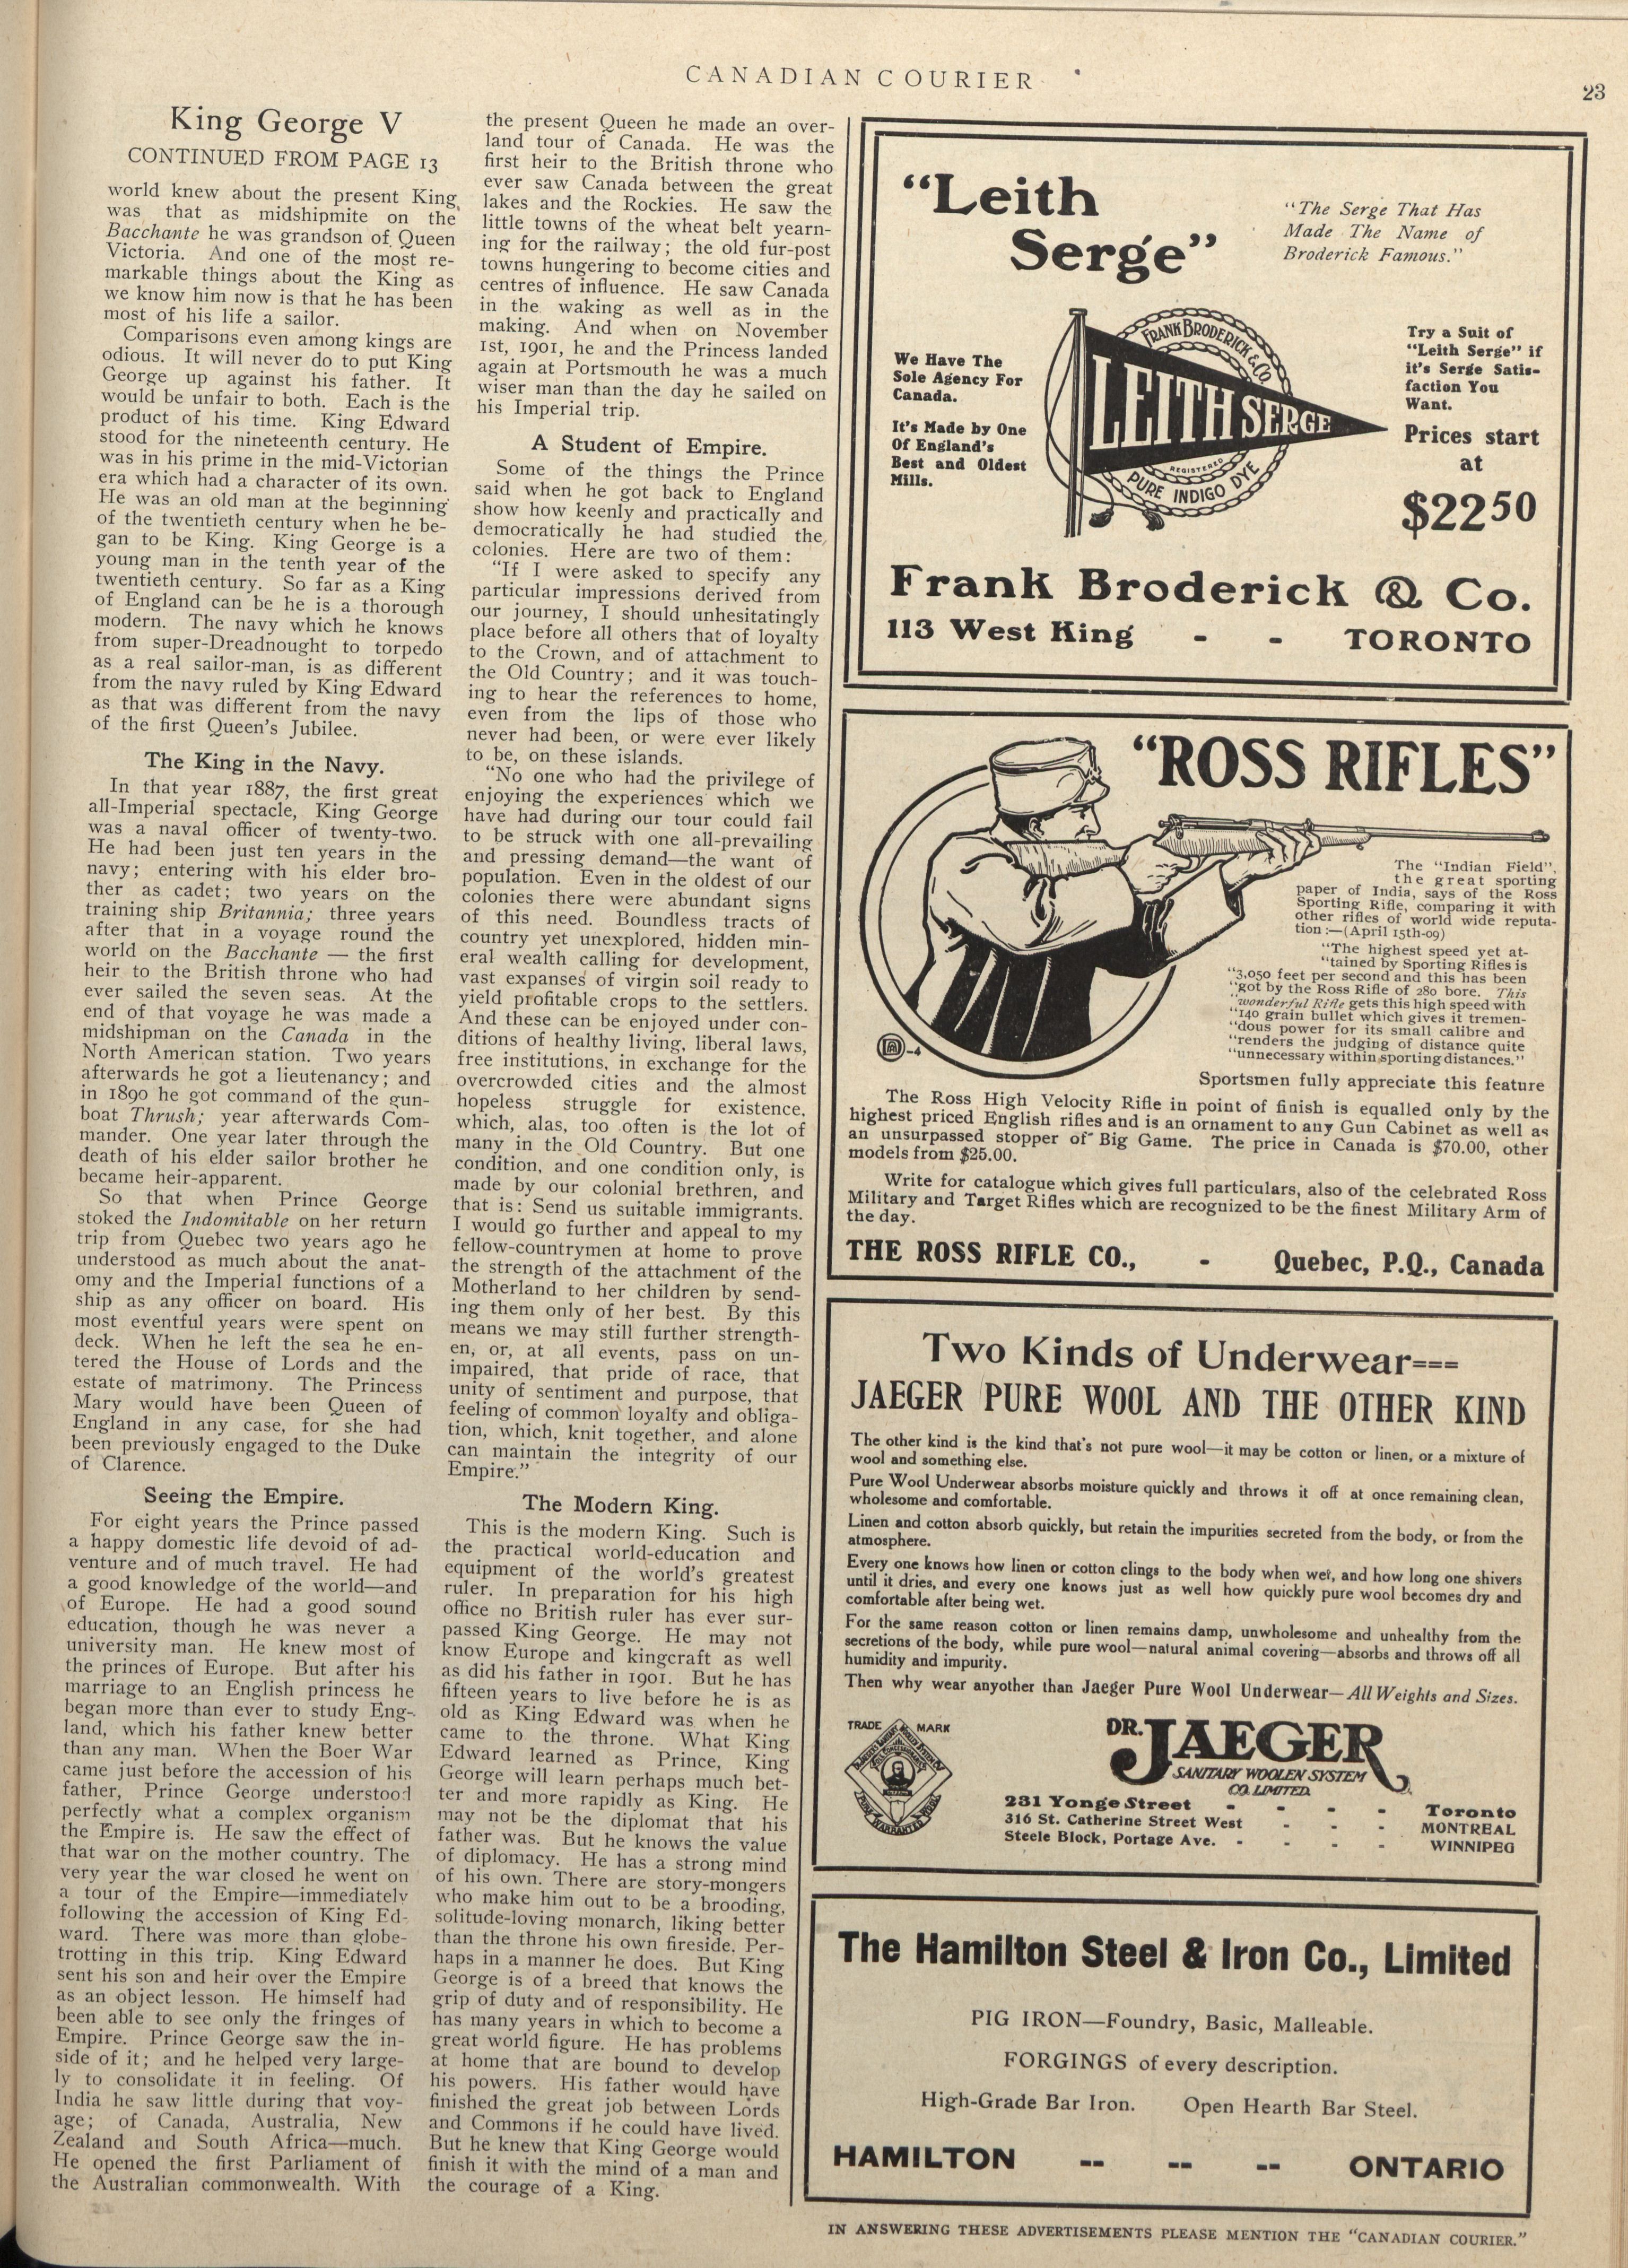 CANADIAN COURIER
23
King George V
CONTINUED FROM PAGE 13
world knew about the present King
was that as midshipmite on the
Bacchante he was grandson of Queen
Victoria. And one of the most re-
markable things about the King as
we know him now is that he has been
most of his life a sailor.
Comparisons even among kings are
odious. It will never do to put King
George up against his father. It
would be unfair to both. Each is the
product of his time. King Edward
stood for the nineteenth century. He
was in his prime in the mid-Victorian
era which had a character of its own.
He was an old man at the beginning
of the twentieth century when he be-
gan to be King. King George is a
young man in the tenth year of the
twentieth century. So far as a King
of England can be he is a thorough
modern. The navy which he knows
from super-Dreadnought to torpedo
as a real sailor-man, is as different
from the navy ruled by King Edward
as that was different from the navy
of the first Queen's Jubilee.
The King in the Navy.
In that year 1887, the first great
all-Imperial spectacle, King George
was a naval officer of twenty-two.
He had been just ten years in the
navy; entering with his elder bro-
ther as cadet; two years on the
training ship Britannia; three years
after that in a voyage round the
world on the Bacchante — the first
heir to the British throne who had
ever sailed the seven seas. At the
end of that voyage he was made a
midshipman on the Canada in the
North American station. Two years
afterwards he got a lieutenancy; and
in 1890 he got command of the gun-
boat Thrush; year afterwards Com-
mander. One year later through the
death of his elder sailor brother he
became heir-apparent.
So that when Prince George
stoked the Indomitable on her return
trip from Quebec two years ago he
understood as much about the anat-
omy and the Imperial functions of a
ship as any officer on board. His
most eventful years were spent on
deck. When he left the sea he en-
tered the House of Lords and the
estate of matrimony. The Princess
Mary would have been Queen of
England in any case, for she had
been previously engaged to the Duke
of Clarence.
Seeing the Empire.
For eight years the Prince passed
a happy domestic life devoid of ad-
venture and of much travel. He had
a good knowledge of the world—and
of Europe. He had a good sound
education, though he was never a
university man. He knew most of
the princes of Europe. But after his
marriage to an English princess he
began more than ever to study Eng-
land, which his father knew better
than any man. When the Boer War
came just before the accession of his
father, Prince George understood
perfectly what a complex organism
the Empire is. He saw the effect of
that war on the mother country. The
very year the war closed he went on
a tour of the Empire—immediately
following the accession of King Ed-
ward. There was more than globe-
trotting in this trip. King Edward
sent his son and heir over the Empire
as an object lesson. He himself had
been able to see only the fringes of
Empire. Prince George saw the in-
side of it; and he helped very large-
ly to consolidate it in feeling. Of
India he saw little during that voy-
age; of Canada, Australia, New
Zealand and South Africa—much.
He opened the first Parliament of
the Australian commonwealth. With
the present Queen he made an over-
land tour of Canada. He was the
first heir to the British throne who
ever saw Canada between the great
lakes and the Rockies. He saw the
little towns of the wheat belt yearn-
ing for the railway; the old fur-post
towns hungering to become cities and
centres of influence. He saw Canada
in the waking as well as in the
making. And when on November
1st, 1901, he and the Princess landed
again at Portsmouth he was a much
wiser man than the day he sailed on
his Imperial trip.
A Student of Empire.
Some of the things the Prince
said when he got back to England
show how keenly and practically and
democratically he had studied the
colonies. Here are two of them:
"If I were asked to specify any
particular impressions derived from
our journey, I should unhesitatingly
place before all others that of loyalty
to the Crown, and of attachment to
the Old Country; and it was touch-
ing to hear the references to home,
even from the lips of those who
never had been, or were ever likely
to be, on these islands.
"No one who had the privilege of
enjoying the experiences which we
have had during our tour could fail
to be struck with one all-prevailing
and pressing demand—the want of
population. Even in the oldest of our
colonies there were abundant signs
of this need. Boundless tracts of
country yet unexplored, hidden min-
eral wealth calling for development,
vast expanses of virgin soil ready to
yield profitable crops to the settlers.
And these can be enjoyed under con-
ditions of healthy living, liberal laws,
free institutions, in exchange for the
overcrowded cities and the almost
hopeless struggle for existence,
which, alas, too often is the lot of
many in the Old Country. But one
condition, and one condition only, is
made by our colonial brethren, and
that is: Send us suitable immigrants.
I would go further and appeal to my
fellow-countrymen at home to prove
the strength of the attachment of the
Motherland to her children by send-
ing them only of her best. By this
means we may still further strength-
en, or, at all events, pass on un-
impaired, that pride of race, that
unity of sentiment and purpose, that
feeling of common loyalty and obliga-
tion, which, knit together, and alone
can maintain the integrity of our
Empire."
The Modern King.
This is the modern King. Such is
the practical world-education and
equipment of the world's greatest
ruler. In preparation for his high
office no British ruler has ever sur-
passed King George. He may not
know Europe and kingcraft as well
as did his father in 1901. But he has
fifteen years to live before he is as
old as King Edward was when he
came to the throne. What King
Edward learned as Prince, King
George will learn perhaps much bet-
ter and more rapidly as King. He
may not be the diplomat that his
father was. But he knows the value
of diplomacy. He has a strong mind
of his own. There are story-mongers
who make him out to be a brooding,
solitude-loving monarch, liking better
than the throne his own fireside. Per-
haps in a manner he does. But King
George is of a breed that knows the
grip of duty and of responsibility. He
has many years in which to become a
great world figure. He has problems
at home that are bound to develop
his powers. His father would have
finished the great job between Lords
and Commons if he could have lived.
But he knew that King George would
finish it with the mind of a man and
the courage of a King.
"Leith
Serge"
"The Serge That Has
Made The Name of
Broderick Famous."
We Have The
Sole Agency For
Canada.
It's Made by One
Of England's
Best and Oldest
Mills.
FRANK BRODERICK & CO.
LEITH SERGE
REGISTERED
PURE INDIGO DYE
Try a Suit of
"Leith Serge" if
it's Serge Satis-
faction You
Want.
Prices start
at
$22 50
Frank Broderick & Co.
113 West King - - TORONTO
"ROSS RIFLES"
The "Indian Field",
the great sporting
paper of India, says of the Ross
Sporting Rifle, comparing it with
other rifles of world wide reputa-
tion:—(April 15th-09)
"The highest speed yet at-
"tained by Sporting Rifles is
"3,050 feet per second and this has been
"got by the Ross Rifle of 280 bore. This
"wonderful Rifle gets this high speed with
"140 grain bullet which gives it tremen-
"dous power for its small calibre and
"renders the judging of distance quite
"unnecessary within sporting distances."
-4
Sportsmen fully appreciate this feature
The Ross High Velocity Rifle in point of finish is equalled only by the
highest priced English rifles and is an ornament to any Gun Cabinet as well as
an unsurpassed stopper of Big Game. The price in Canada is $70.00, other
models from $25.00.
Write for catalogue which gives full particulars, also of the celebrated Ross
Military and Target Rifles which are recognized to be the finest Military Arm of
the day.
THE ROSS RIFLE CO., - Quebec, P.Q., Canada
Two Kinds of Underwear---
JAEGER PURE WOOL AND THE OTHER KIND
The other kind is the kind that's not pure wool—it may be cotton or linen, or a mixture of
wool and something else.
Pure Wool Underwear absorbs moisture quickly and throws it off at once remaining clean,
wholesome and comfortable.
Linen and cotton absorb quickly, but retain the impurities secreted from the body, or from the
atmosphere.
Every one knows how linen or cotton clings to the body when wet, and how long one shivers
until it dries, and every one knows just as well how quickly pure wool becomes dry and
comfortable after being wet.
For the same reason cotton or linen remains damp, unwholesome and unhealthy from the
secretions of the body, while pure wool—natural animal covering—absorbs and throws off all
humidity and impurity.
Then why wear anyother than Jaeger Pure Wool Underwear—All Weights and Sizes.
TRADE MARK
DR. JAEGER
SANITARY WOOLEN SYSTEM
CO. LIMITED.
231 Yonge Street - - - - Toronto
316 St. Catherine Street West - - - MONTREAL
Steele Block, Portage Ave. - - - - WINNIPEG
The Hamilton Steel & Iron Co., Limited
PIG IRON—Foundry, Basic, Malleable.
FORGINGS of every description.
High-Grade Bar Iron. Open Hearth Bar Steel.
HAMILTON -- -- -- ONTARIO
IN ANSWERING THESE ADVERTISEMENTS PLEASE MENTION THE "CANADIAN COURIER."